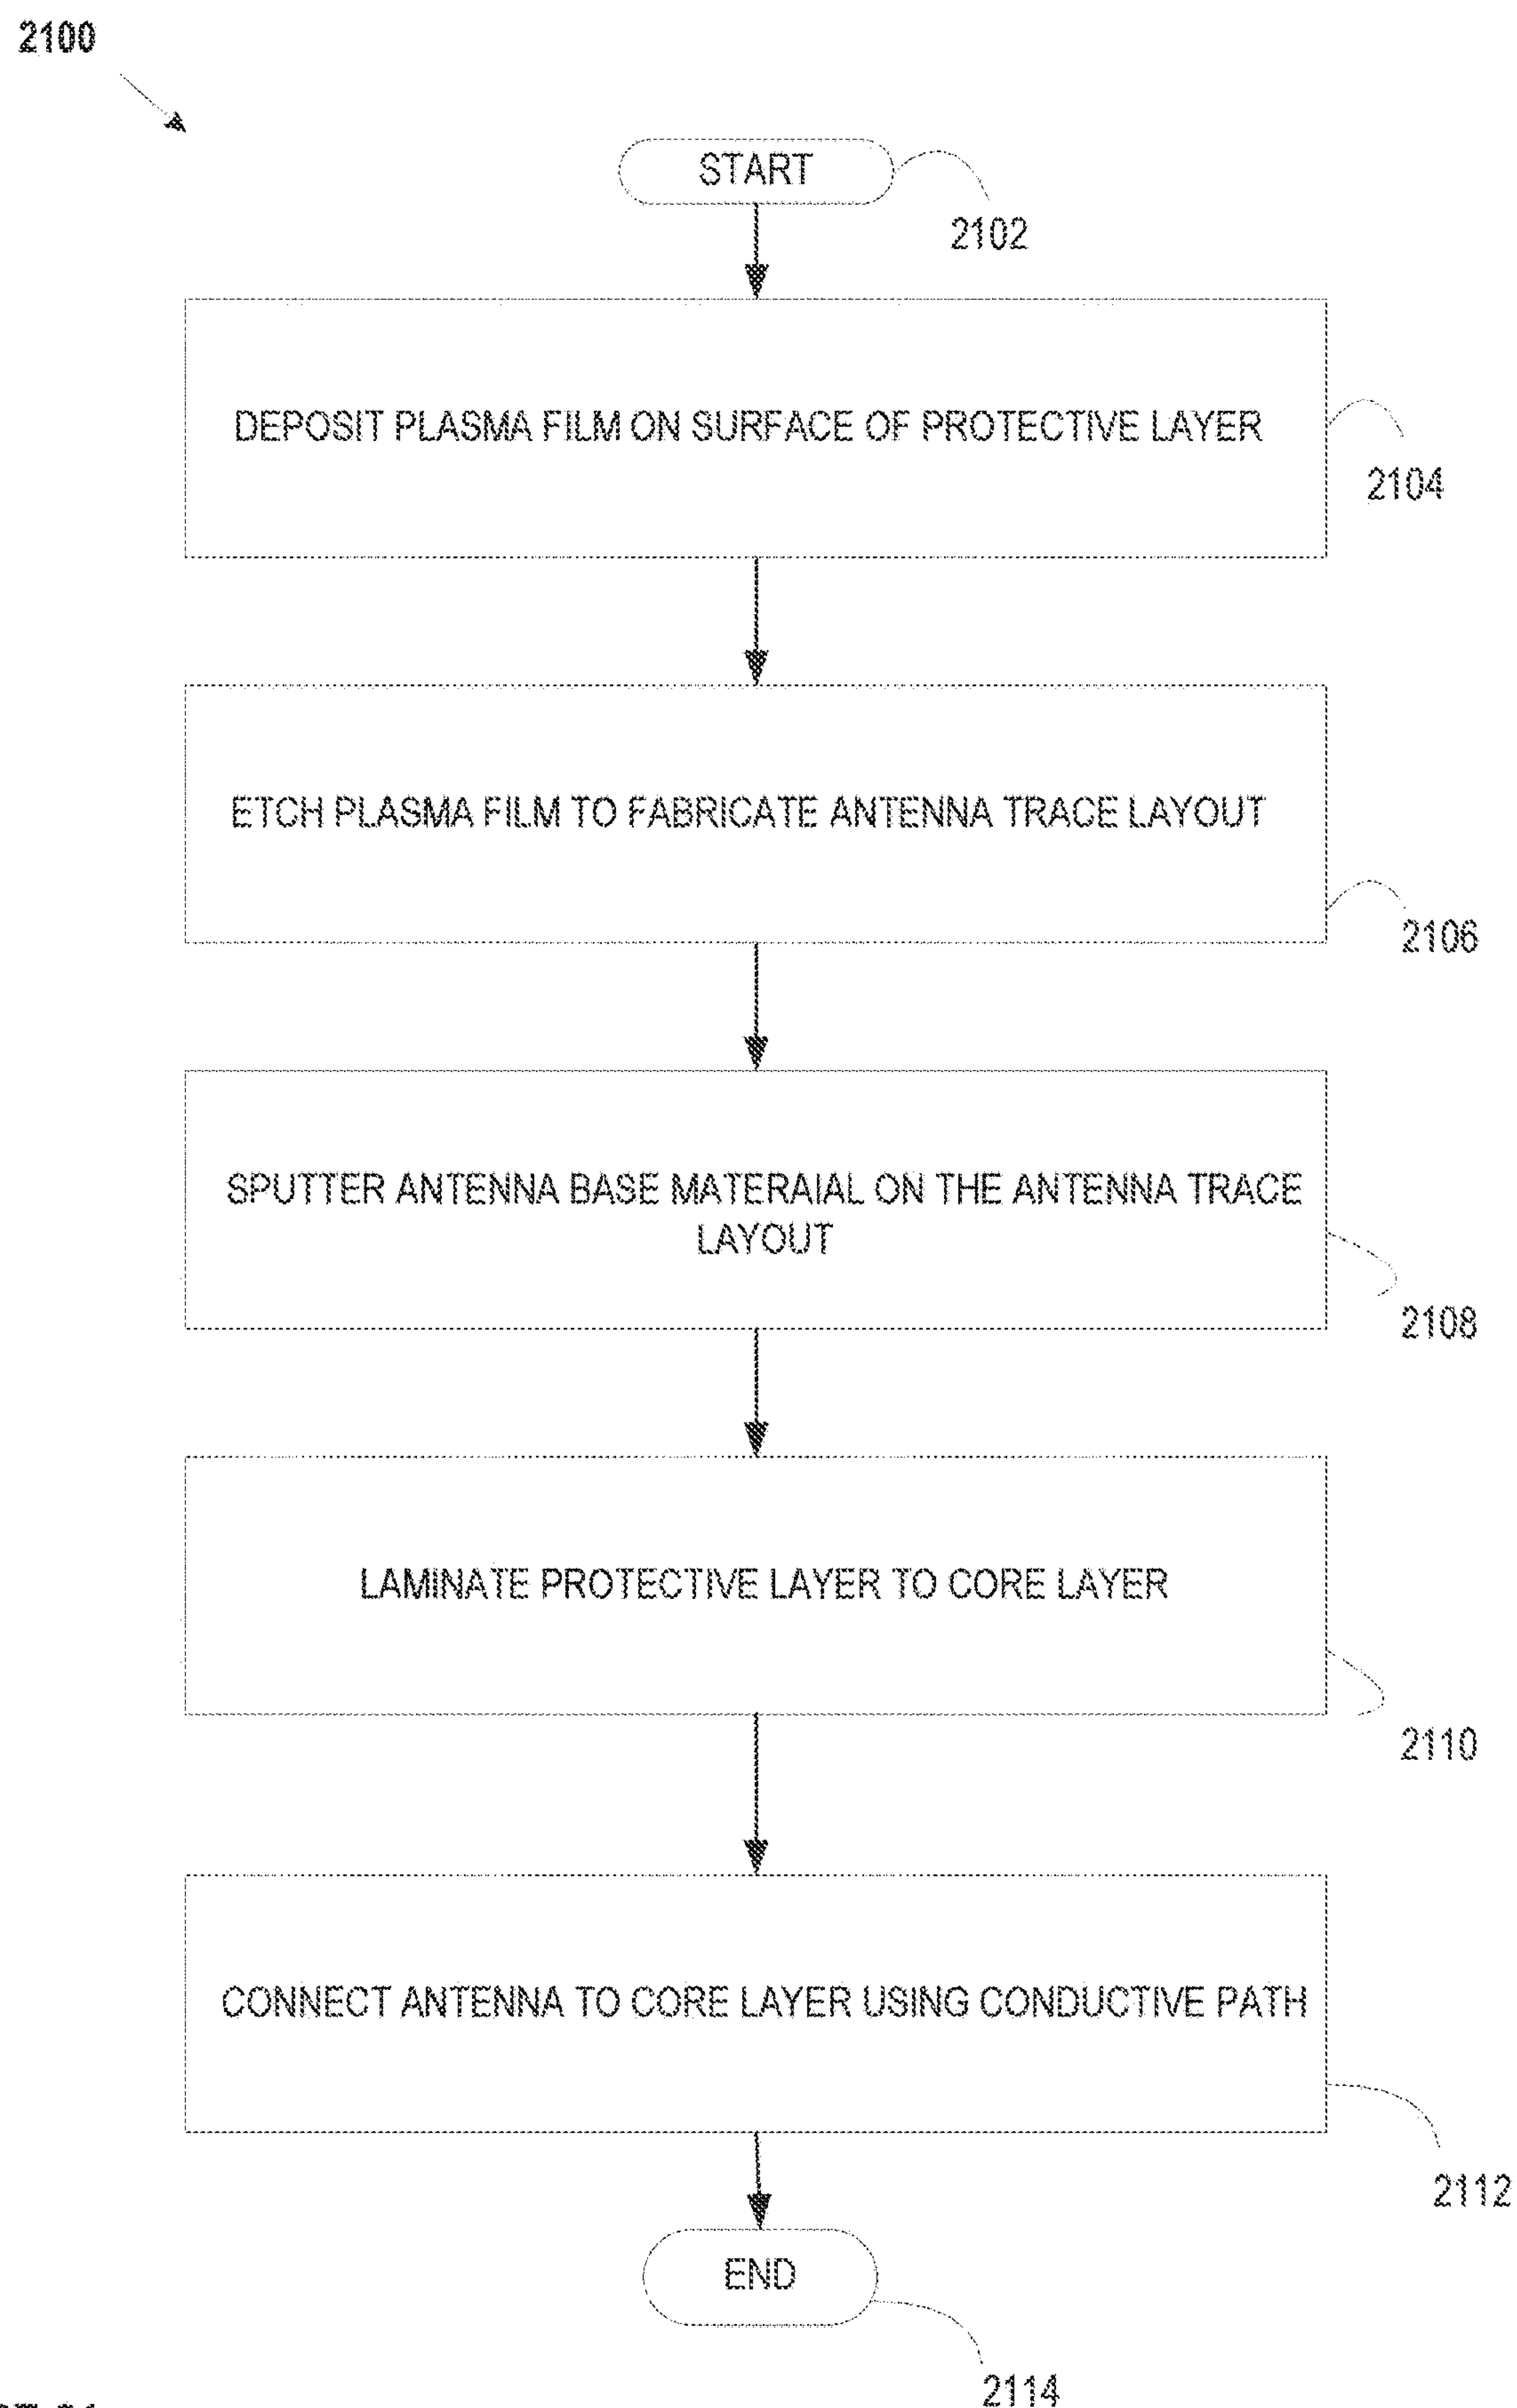 2100
START
2102
DEPOSIT PLASMA FILM ON SURFACE OF PROTECTIVE LAYER
2104
ETCH PLASMA FILM TO FABRICATE ANTENNA TRACE LAYOUT
2106
SPUTTER ANTENNA BASE MATERAIAL ON THE ANTENNA TRACE
LAYOUT
2108
LAMINATE PROTECTIVE LAYER TO CORE LAYER
2110
CONNECT ANTENNA TO CORE LAYER USING CONDUCTIVE PATH
2112
END
2114